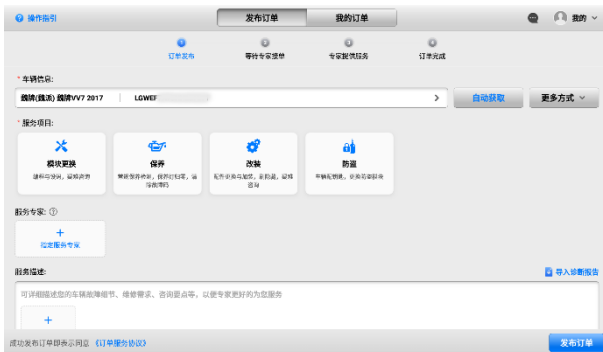 操作指引
发布订单
我的订单
我的
订单发布
等待专家接单
专家提供服务
订单完成
* 车辆信息:
魏牌(魏派) 魏牌VV7 2017 LGWEF
自动获取
更多方式
* 服务项目:
模块更换
保养
改装
防盗
服务专家:
指定服务专家
服务描述:
导入诊断报告
可详细描述您的车辆故障细节、维修需求、咨询要点等，以便专家更好的为您服务
成功发布订单即表示同意 《订单服务协议》
发布订单